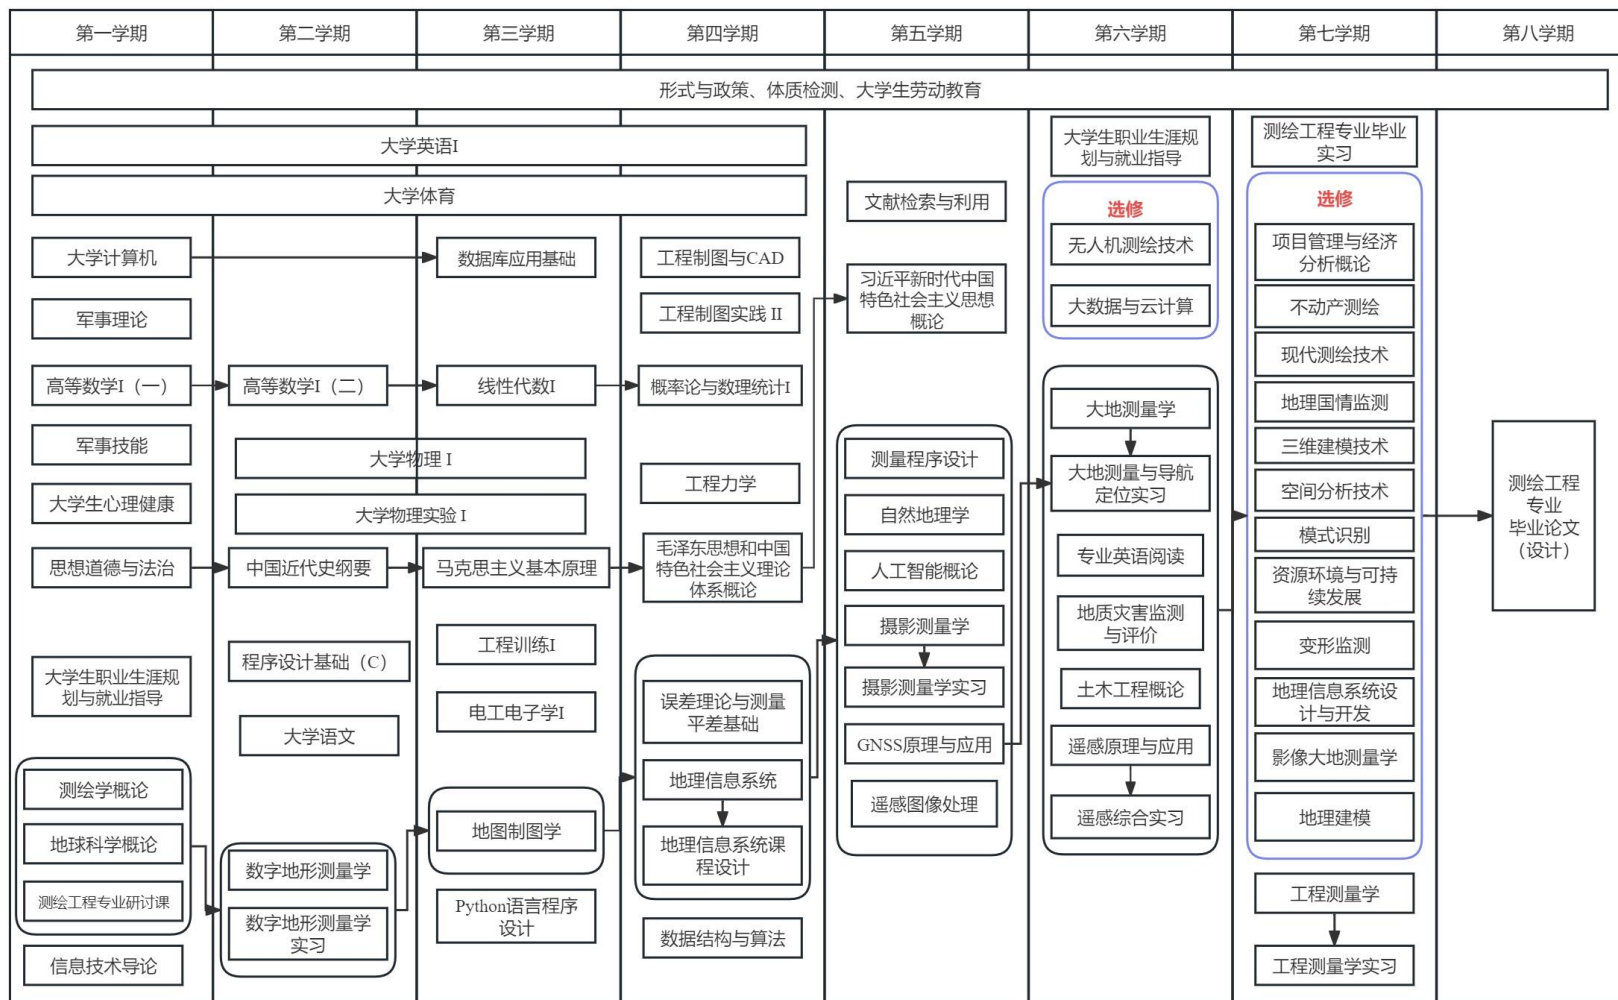 第一学期
第二学期
第三学期
第四学期
第五学期
第六学期
第七学期
第八学期
形式与政策、体质检测、大学生劳动教育
大学英语I
大学体育
大学计算机
军事理论
高等数学I（一）
军事技能
大学生心理健康
思想道德与法治
大学生职业生涯规
划与就业指导
测绘学概论
地球科学概论
测绘工程专业研讨课
信息技术导论
高等数学I（二）
大学物理 I
大学物理实验 I
中国近代史纲要
程序设计基础（C）
大学语文
数字地形测量学
数字地形测量学
实习
数据库应用基础
线性代数I
马克思主义基本原理
工程训练I
电工电子学I
地图制图学
Python语言程序
设计
工程制图与CAD
工程制图实践 II
概率论与数理统计I
工程力学
毛泽东思想和中国
特色社会主义理论
体系概论
误差理论与测量
平差基础
地理信息系统
地理信息系统课
程设计
数据结构与算法
文献检索与利用
习近平新时代中国
特色社会主义思想
概论
测量程序设计
自然地理学
人工智能概论
摄影测量学
摄影测量学实习
GNSS原理与应用
遥感图像处理
大学生职业生涯规
划与就业指导
选修
无人机测绘技术
大数据与云计算
大地测量学
大地测量与导航
定位实习
专业英语阅读
地质灾害监测
与评价
土木工程概论
遥感原理与应用
遥感综合实习
测绘工程专业毕业
实习
选修
项目管理与经济
分析概论
不动产测绘
现代测绘技术
地理国情监测
三维建模技术
空间分析技术
模式识别
资源环境与可持
续发展
变形监测
地理信息系统设
计与开发
影像大地测量学
地理建模
工程测量学
工程测量学实习
测绘工程
专业
毕业论文
（设计）